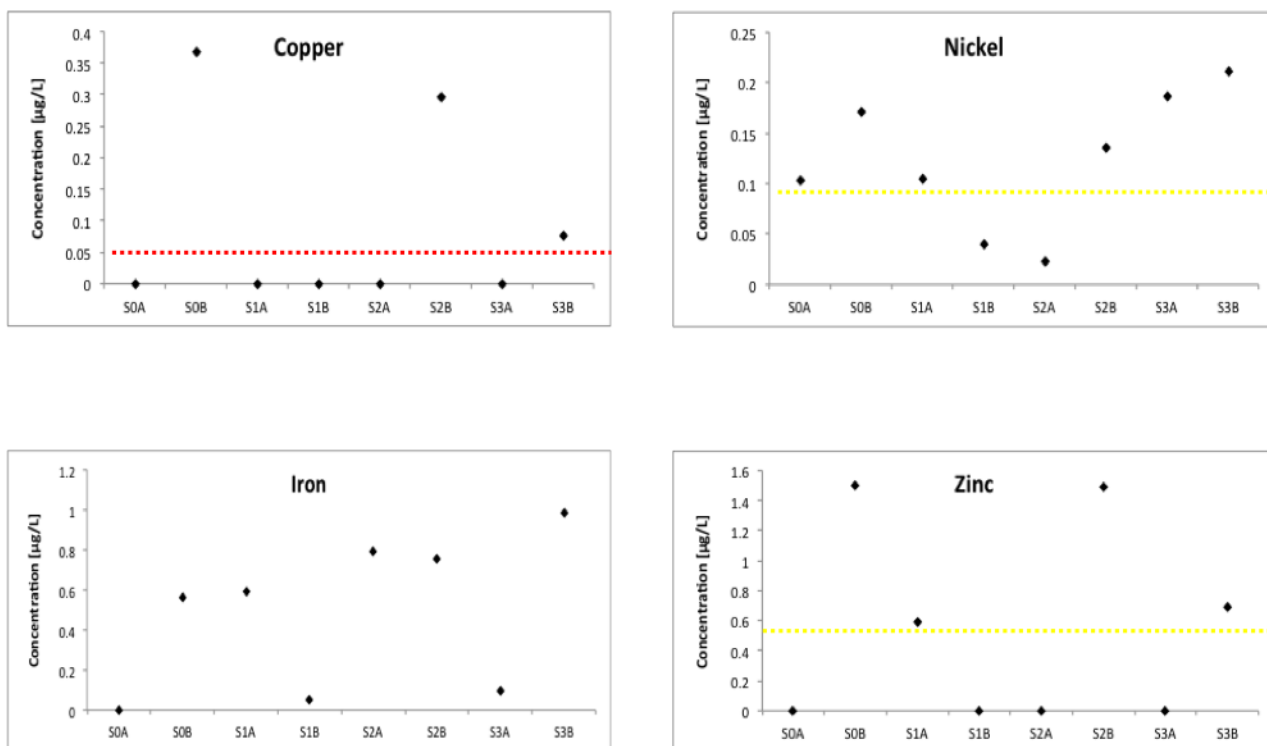 Copper
Concentration [µg/L]
0.4
0.35
0.3
0.25
0.2
0.15
0.1
0.05
0
S0A S0B S1A S1B S2A S2B S3A S3B
Nickel
Concentration [µg/L]
0.25
0.2
0.15
0.1
0.05
0
S0A S0B S1A S1B S2A S2B S3A S3B
Iron
Concentration [µg/L]
1.2
1
0.8
0.6
0.4
0.2
0
S0A S0B S1A S1B S2A S2B S3A S3B
Zinc
Concentration [µg/L]
1.6
1.4
1.2
1
0.8
0.6
0.4
0.2
0
S0A S0B S1A S1B S2A S2B S3A S3B